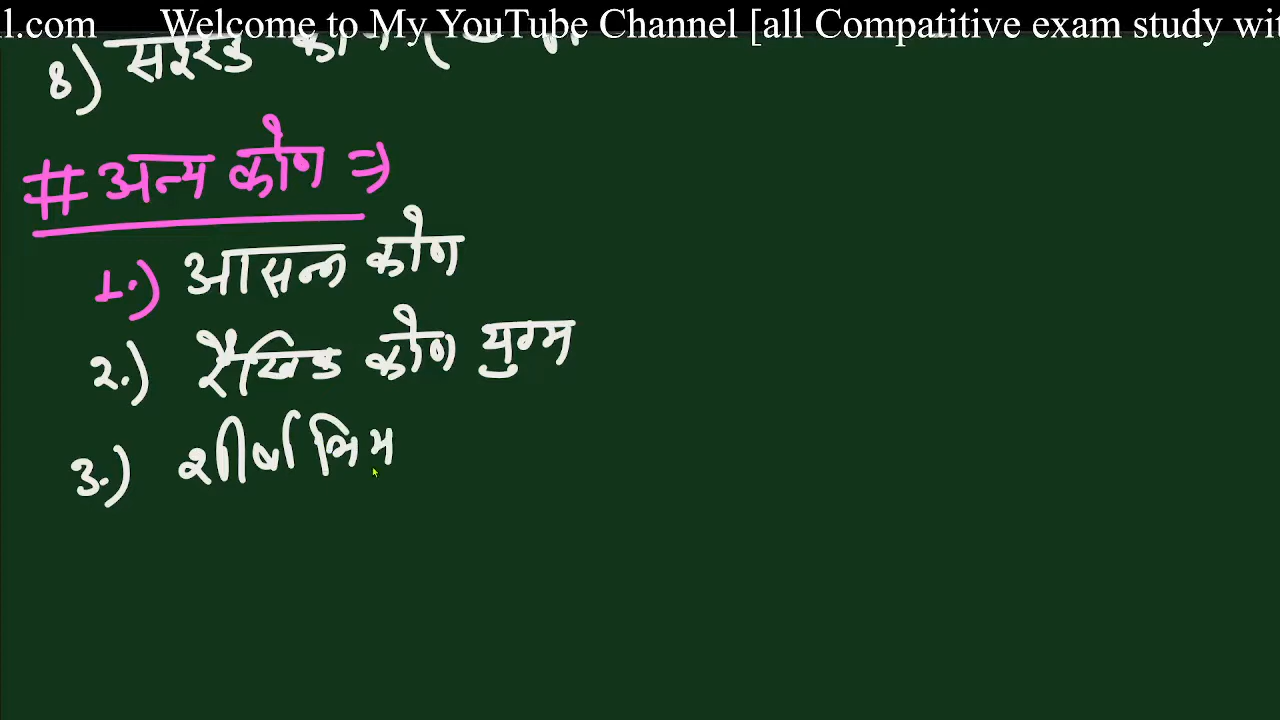 l.com Welcome to My YouTube Channel [all Compatitive exam study wit
8)
# अन्य कोण ⇒
1.) आसन्न कोण
2.) रैखिक कोण युग्म
3.) शीर्षाभिम